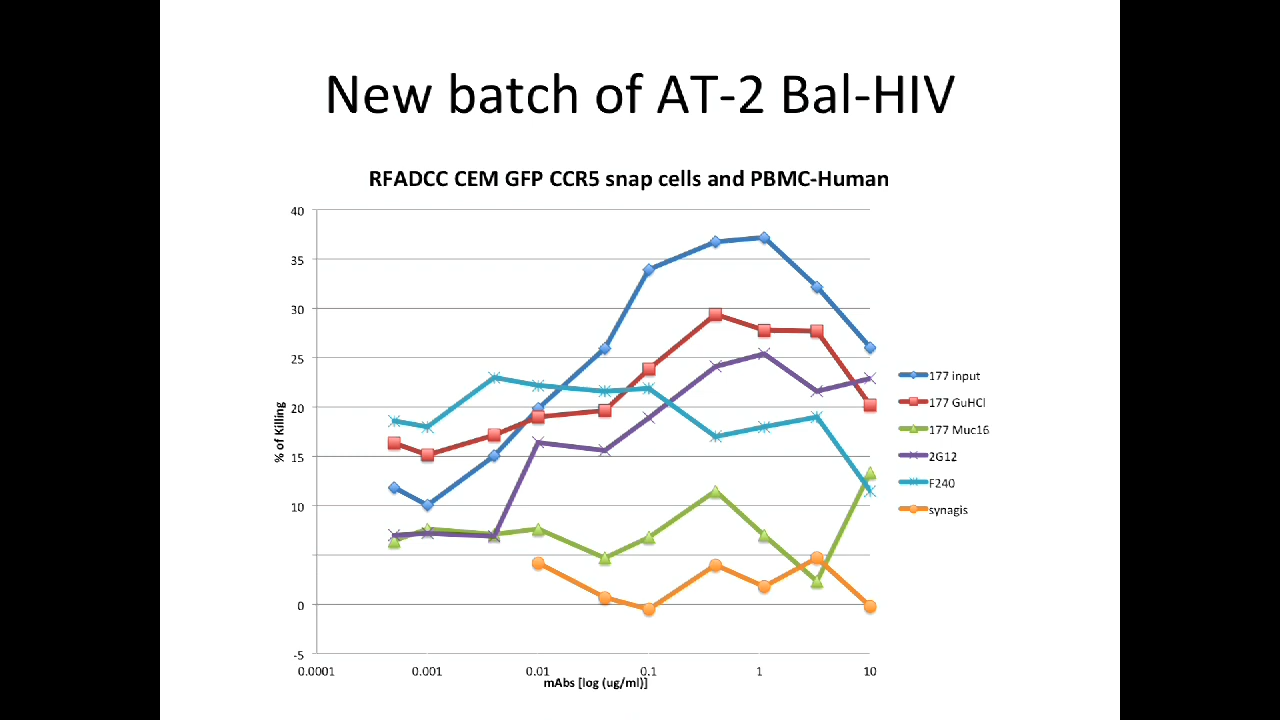 New batch of AT-2 Bal-HIV
RFADCC CEM GFP CCR5 snap cells and PBMC-Human
40
35
30
25
20
15
10
0
-5
% of Killing
0.0001
0.001
0.01
0.1
1
10
mAbs [log (ug/ml)]
177 input
177 GuHCl
177 Muc16
2G12
F240
synagis